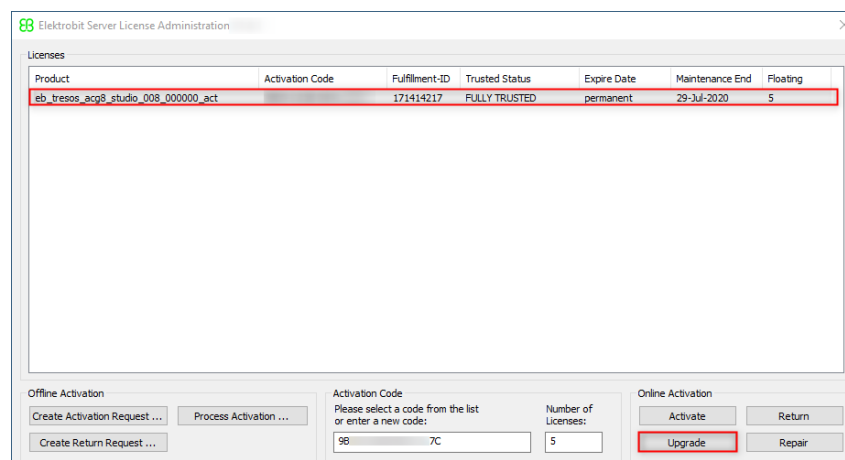 Elektrobit Server License Administration
Licenses
Product Activation Code Fulfillment-ID Trusted Status Expire Date Maintenance End Floating
eb_tresos_acg8_studio_008_000000_act 171414217 FULLY TRUSTED permanent 29-Jul-2020 5
Offline Activation
Create Activation Request ... Process Activation ...
Create Return Request ...
Activation Code
Please select a code from the list
or enter a new code:
Number of
Licenses:
9B 7C 5
Online Activation
Activate Return
Upgrade Repair